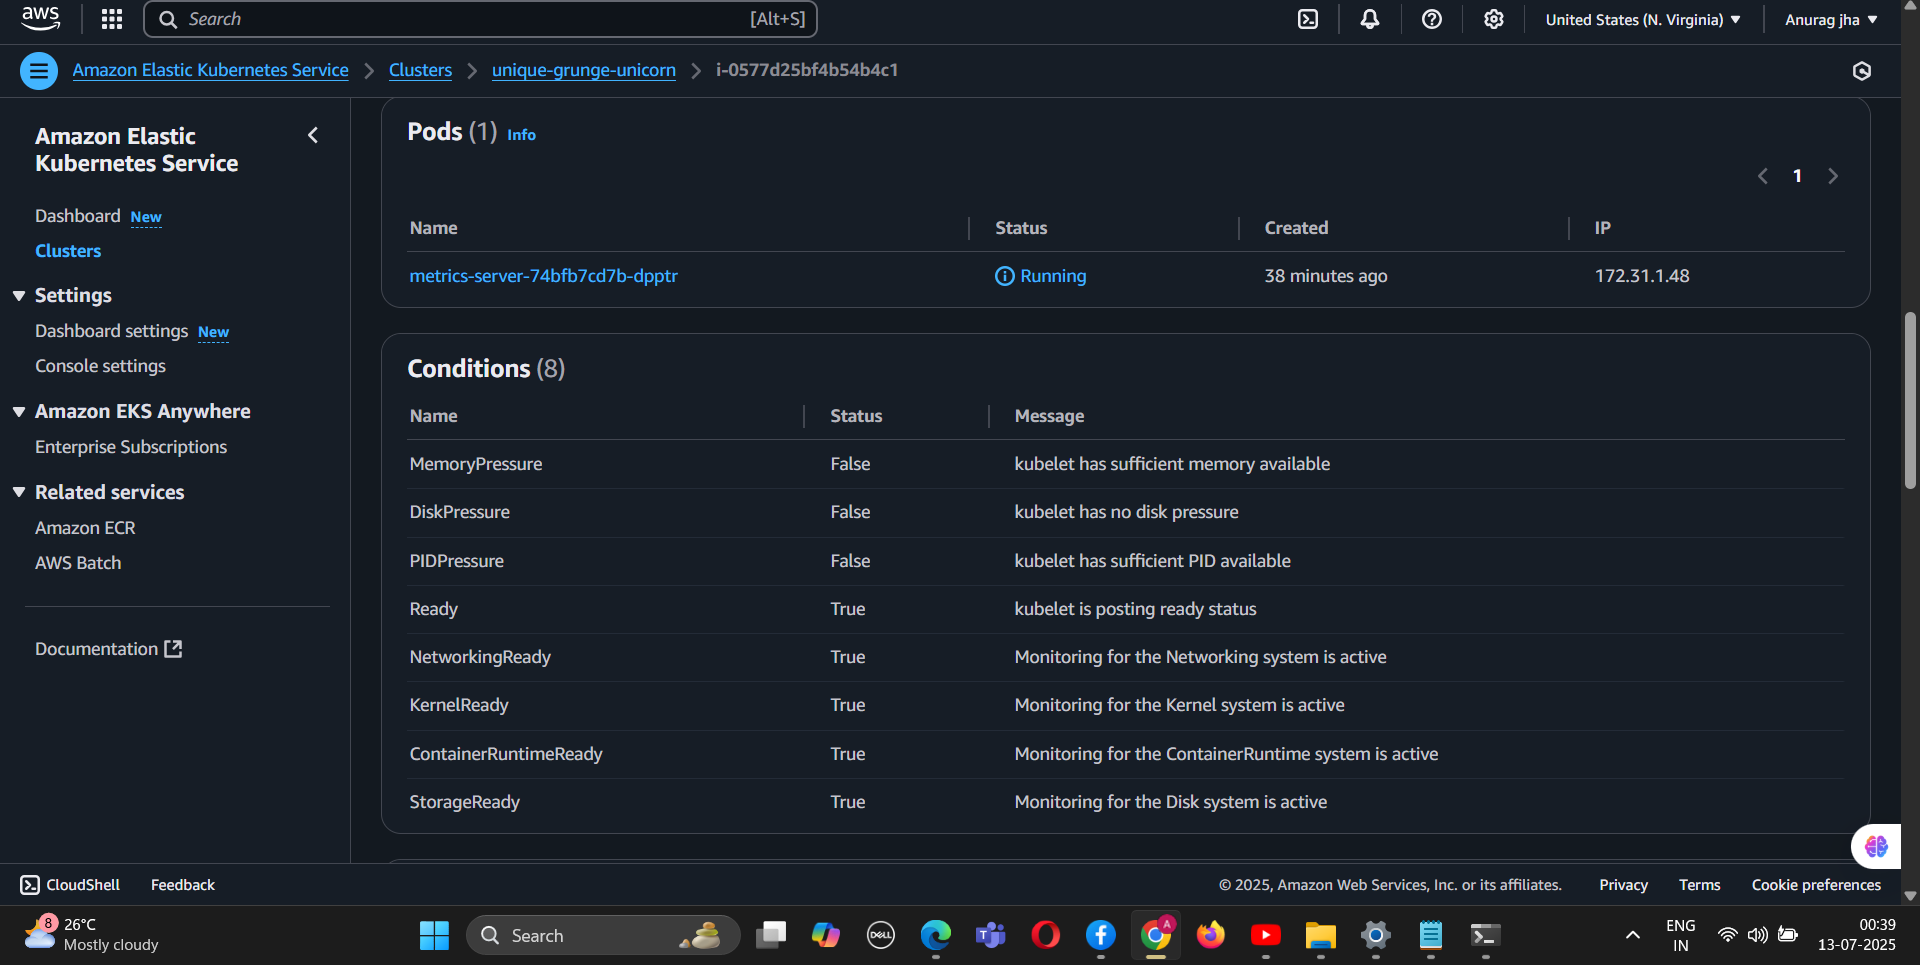 aws
Search [Alt+S]
United States (N. Virginia)
Anurag jha
Amazon Elastic Kubernetes Service
Clusters
unique-grunge-unicorn
i-0577d25bf4b54b4c1
Amazon Elastic
Kubernetes Service
Dashboard New
Clusters
Settings
Dashboard settings New
Console settings
Amazon EKS Anywhere
Enterprise Subscriptions
Related services
Amazon ECR
AWS Batch
Documentation
Pods (1) Info
1
Name Status Created IP
metrics-server-74bfb7cd7b-dpptr Running 38 minutes ago 172.31.1.48
Conditions (8)
Name Status Message
MemoryPressure False kubelet has sufficient memory available
DiskPressure False kubelet has no disk pressure
PIDPressure False kubelet has sufficient PID available
Ready True kubelet is posting ready status
NetworkingReady True Monitoring for the Networking system is active
KernelReady True Monitoring for the Kernel system is active
ContainerRuntimeReady True Monitoring for the ContainerRuntime system is active
StorageReady True Monitoring for the Disk system is active
CloudShell Feedback
© 2025, Amazon Web Services, Inc. or its affiliates. Privacy Terms Cookie preferences
8
26°C
Mostly cloudy
Search
DELL
T
A
ENG
IN
00:39
13-07-2025